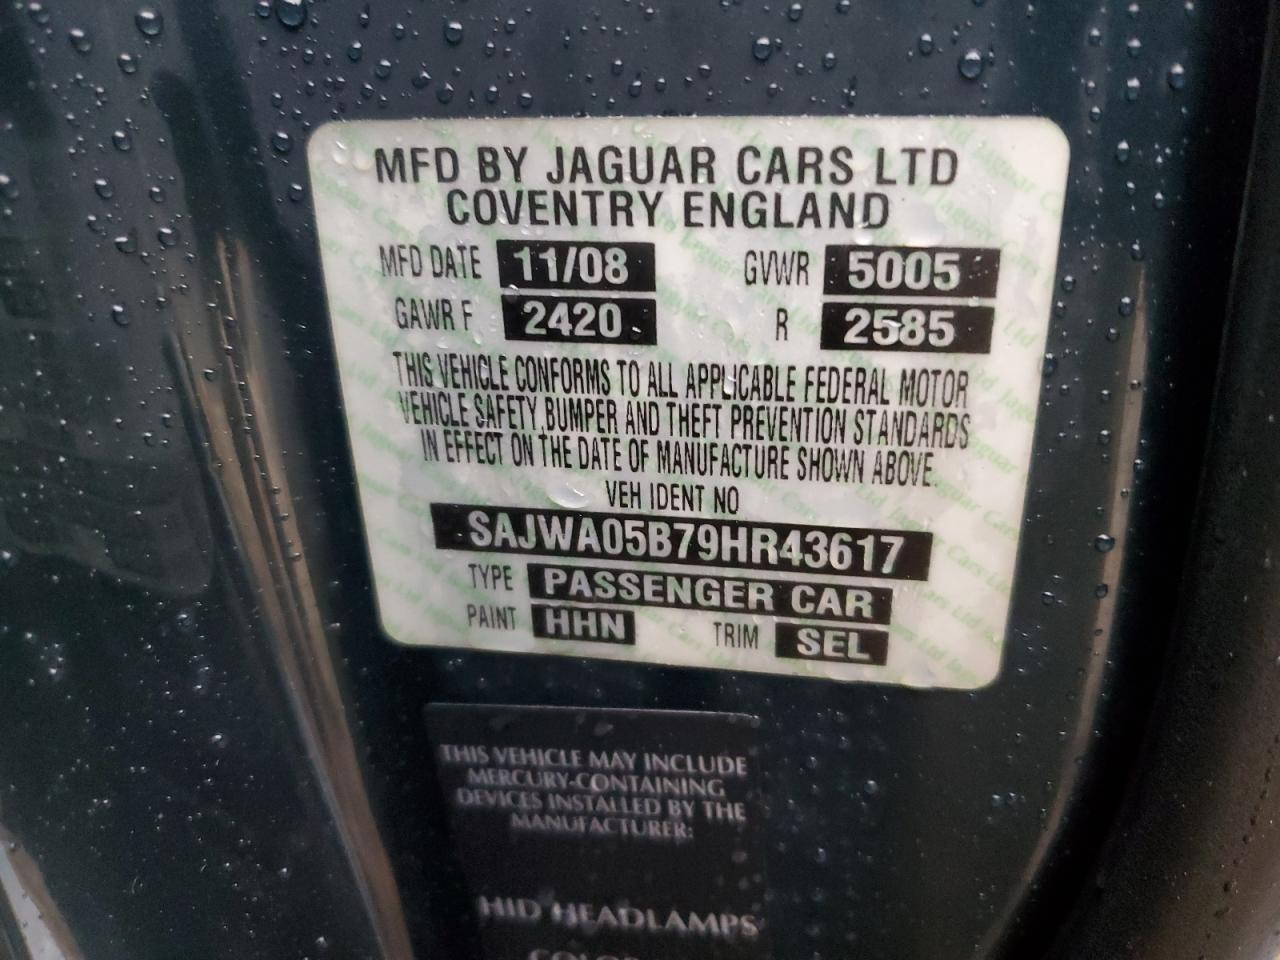 MFD BY JAGUAR CARS LTD
COVENTRY ENGLAND
MFD DATE 11/08 GVWR 5005
GAWR F 2420 R 2585
THIS VEHICLE CONFORMS TO ALL APPLICABLE FEDERAL MOTOR
VEHICLE SAFETY, BUMPER AND THEFT PREVENTION STANDARDS
IN EFFECT ON THE DATE OF MANUFACTURE SHOWN ABOVE.
VEH IDENT NO
SAJWA05B79HR43617
TYPE PASSENGER CAR
PAINT HHN TRIM SEL
THIS VEHICLE MAY INCLUDE
MERCURY-CONTAINING
DEVICES INSTALLED BY THE
MANUFACTURER:
HID HEADLAMPS